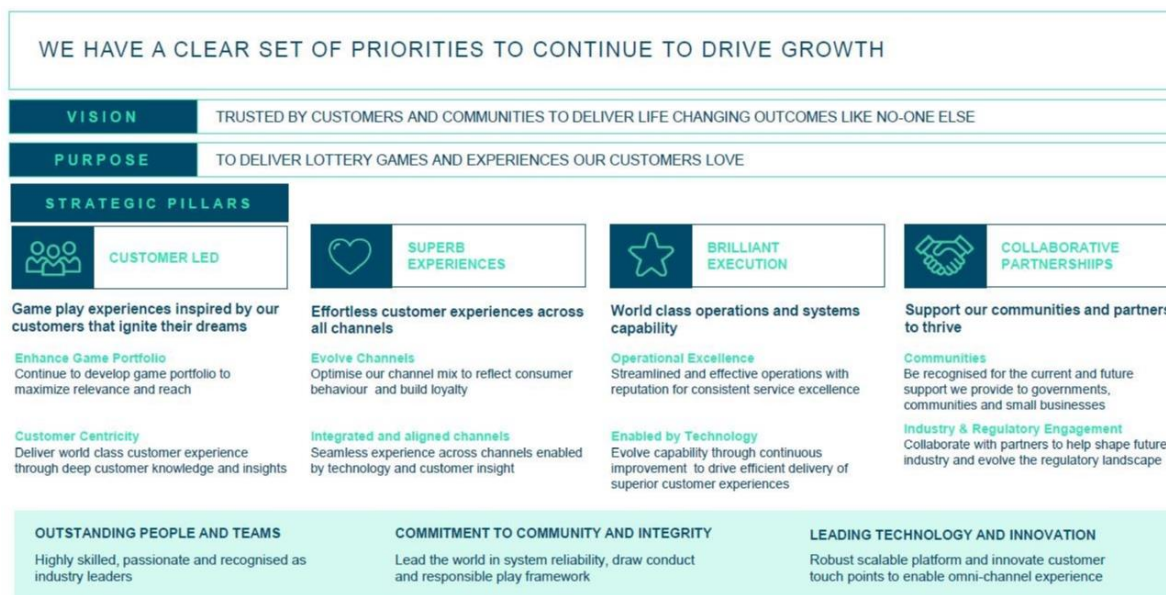 WE HAVE A CLEAR SET OF PRIORITIES TO CONTINUE TO DRIVE GROWTH
VISION
TRUSTED BY CUSTOMERS AND COMMUNITIES TO DELIVER LIFE CHANGING OUTCOMES LIKE NO-ONE ELSE
PURPOSE
TO DELIVER LOTTERY GAMES AND EXPERIENCES OUR CUSTOMERS LOVE
STRATEGIC PILLARS
CUSTOMER LED
Game play experiences inspired by our
customers that ignite their dreams
Enhance Game Portfolio
Continue to develop game portfolio to
maximize relevance and reach
Customer Centricity
Deliver world class customer experience
through deep customer knowledge and insights
SUPERB
EXPERIENCES
Effortless customer experiences across
all channels
Evolve Channels
Optimise our channel mix to reflect consumer
behaviour and build loyalty
Integrated and aligned channels
Seamless experience across channels enabled
by technology and customer insight
BRILLIANT
EXECUTION
World class operations and systems
capability
Operational Excellence
Streamlined and effective operations with
reputation for consistent service excellence
Enabled by Technology
Evolve capability through continuous
improvement to drive efficient delivery of
superior customer experiences
COLLABORATIVE
PARTNERSHIIPS
Support our communities and partners
to thrive
Communities
Be recognised for the current and future
support we provide to governments,
communities and small businesses
Industry & Regulatory Engagement
Collaborate with partners to help shape future
industry and evolve the regulatory landscape
OUTSTANDING PEOPLE AND TEAMS
Highly skilled, passionate and recognised as
industry leaders
COMMITMENT TO COMMUNITY AND INTEGRITY
Lead the world in system reliability, draw conduct
and responsible play framework
LEADING TECHNOLOGY AND INNOVATION
Robust scalable platform and innovate customer
touch points to enable omni-channel experience